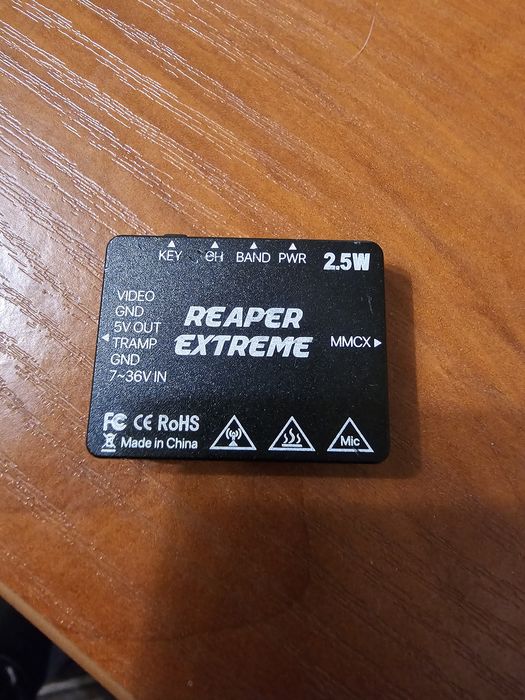 KEY CH BAND PWR 2.5W
VIDEO
GND
5V OUT
TRAMP
GND
7~36V IN
REAPER
EXTREME
MMCX
FC CE RoHS
Made in China
Mic